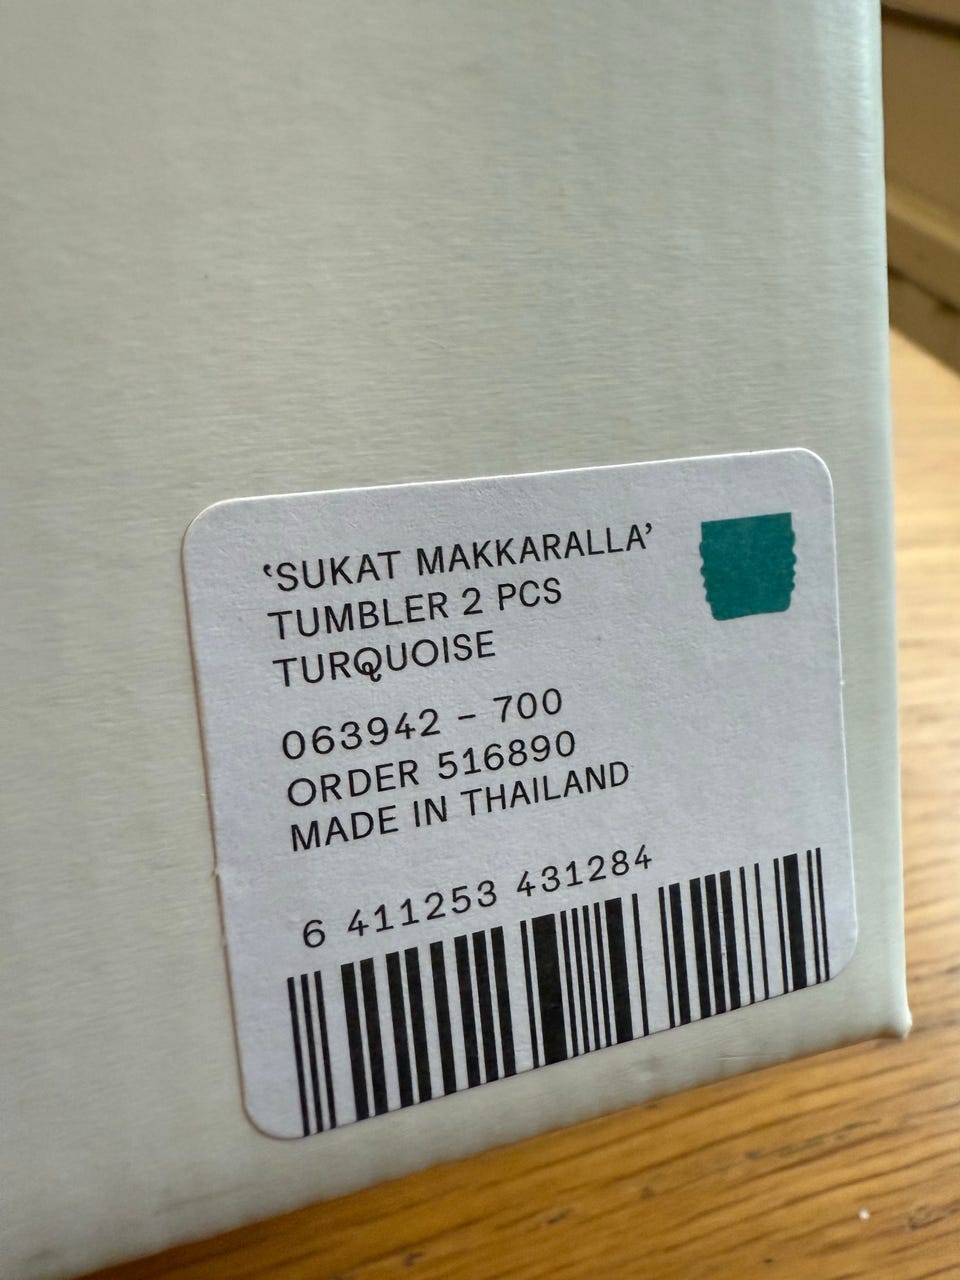 ‘SUKAT MAKKARALLA’
TUMBLER 2 PCS
TURQUOISE
063942 – 700
ORDER 516890
MADE IN THAILAND
6 411253 431284